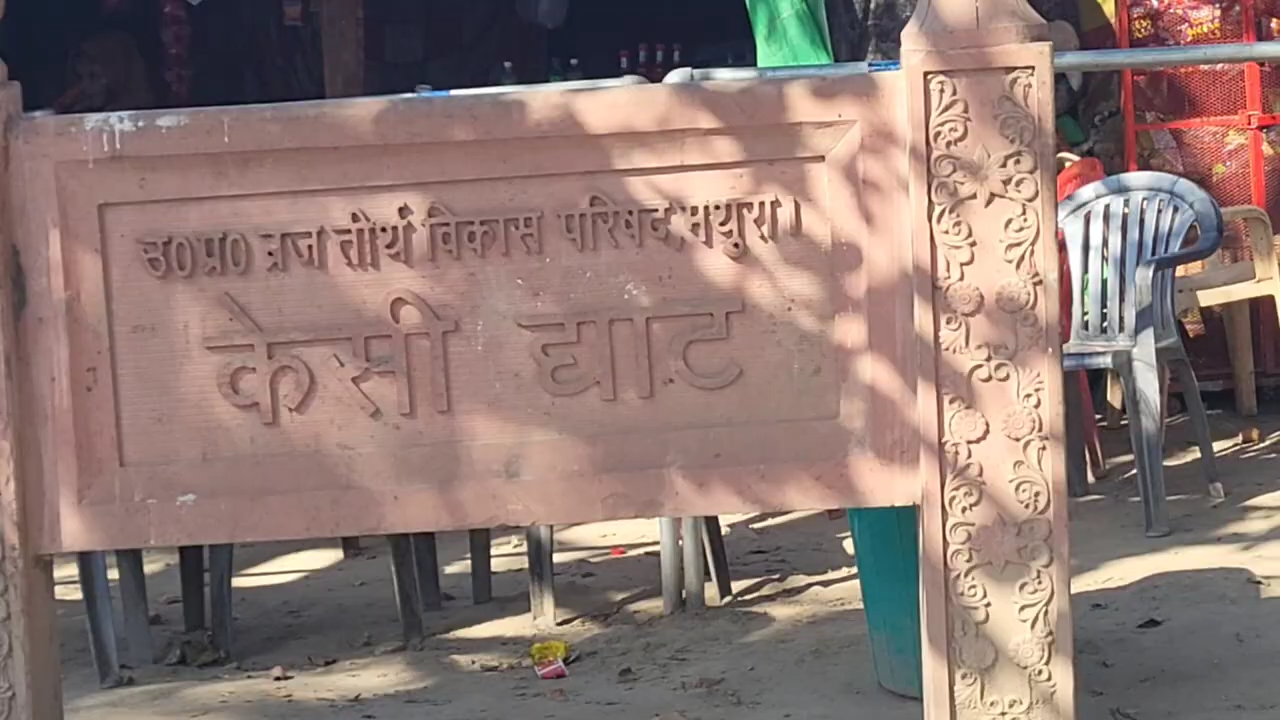 उ०प्र० व्रज तीर्थ विकास परिषद,मथुरा।
केसी घाट